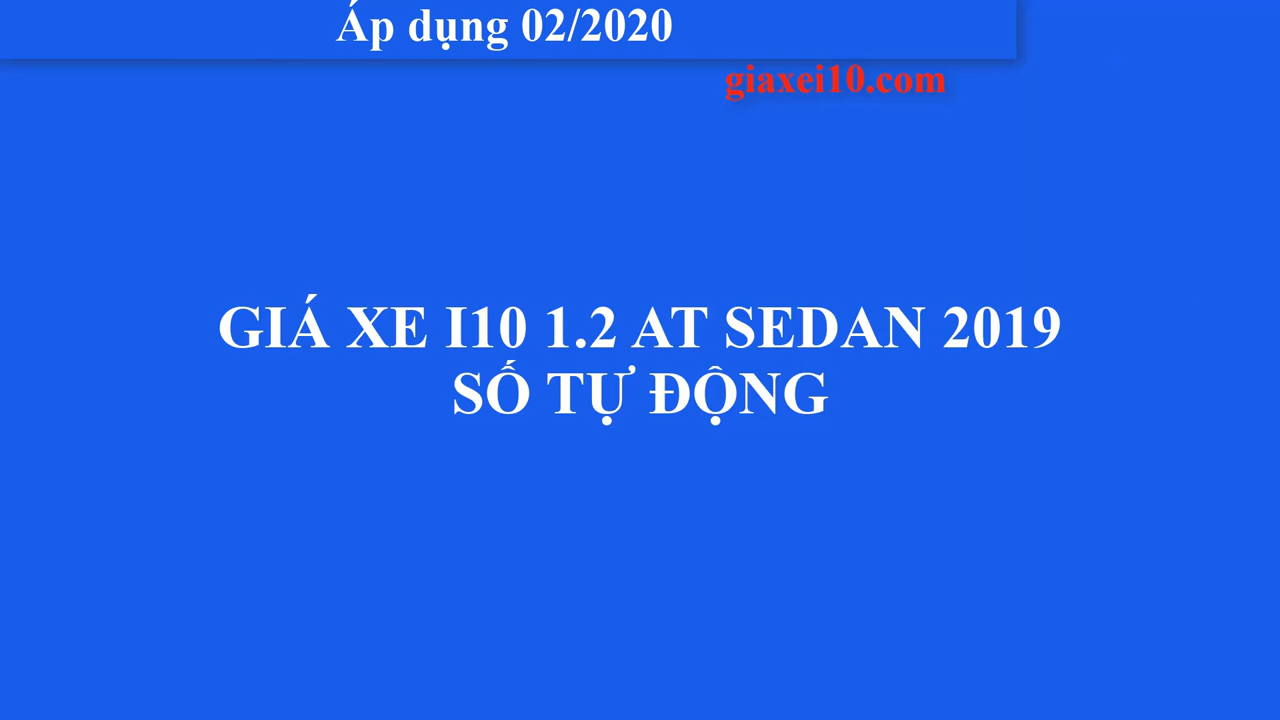 Áp dụng 02/2020
giaxei10.com
GIÁ XE I10 1.2 AT SEDAN 2019
SỐ TỰ ĐỘNG